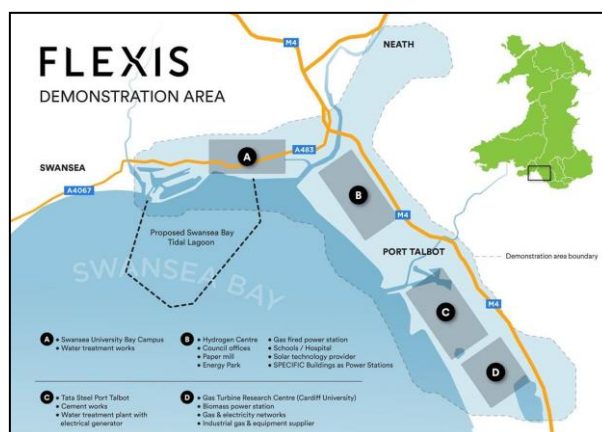 FLEXIS
DEMONSTRATION AREA
M4
NEATH
SWANSEA
A
A483
A4067
B
M4
Proposed Swansea Bay
Tidal Lagoon
PORT TALBOT
Demonstration area boundary
SWANSEA BAY
M4
C
D
A
• Swansea University Bay Campus
• Water treatment works
B
• Hydrogen Centre
• Council offices
• Paper mill
• Energy Park
• Gas fired power station
• Schools / Hospital
• Solar technology provider
• SPECIFIC Buildings as Power Stations
C
• Tata Steel Port Talbot
• Cement works
• Water treatment plant with
electrical generator
D
• Gas Turbine Research Centre (Cardiff University)
• Biomass power station
• Gas & electricity networks
• Industrial gas & equipment supplier